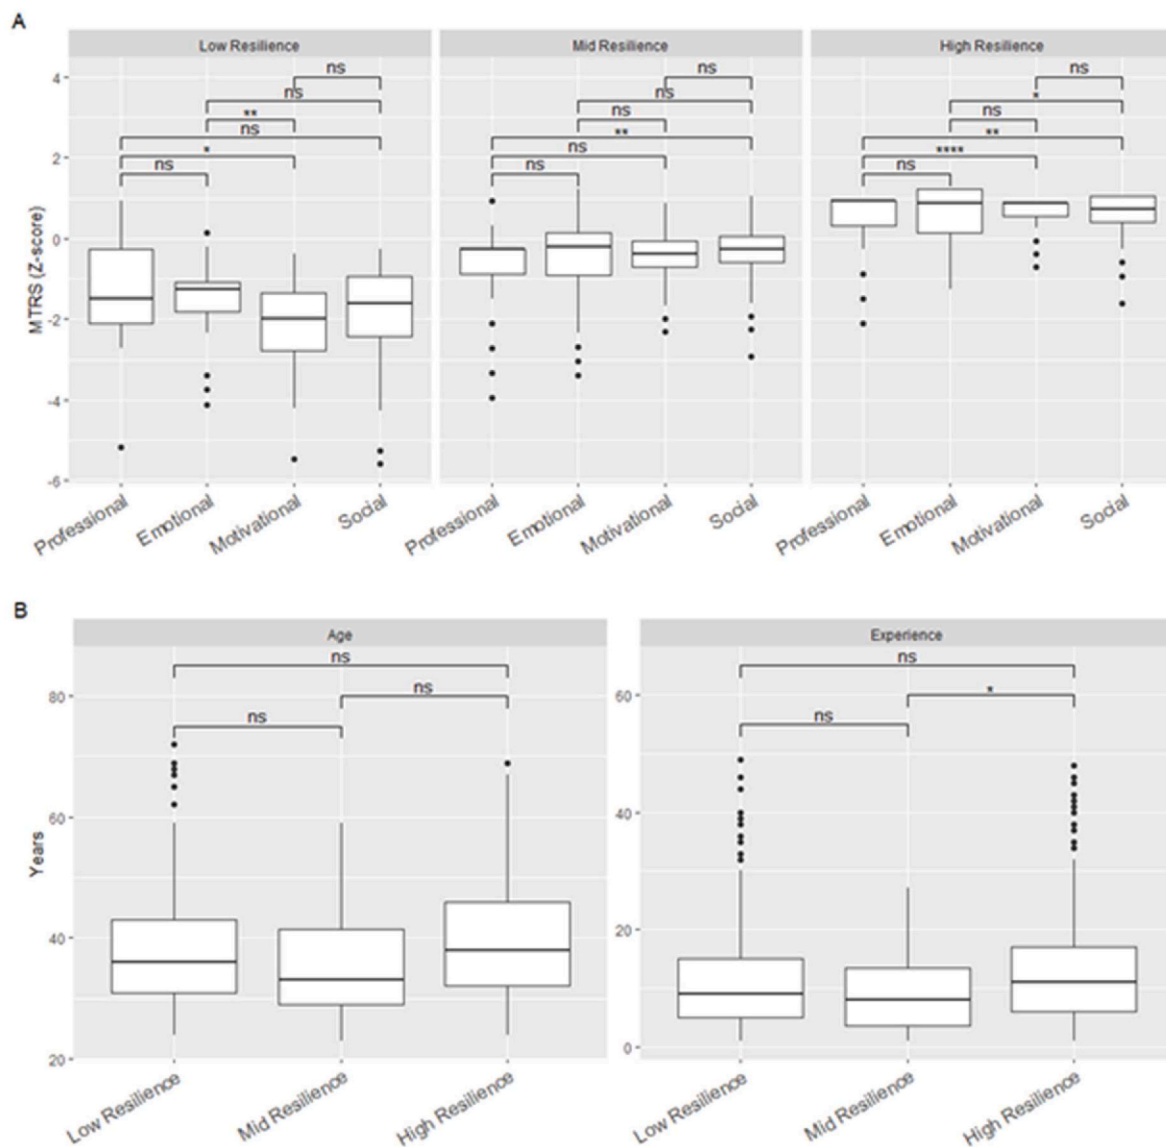 A
Low Resilience Mid Resilience High Resilience
ns ns ns
ns ns *
** ns ns
ns ** **
* ns ****
ns ns ns
4
2
0
-2
-4
-6
MTRS (Z-score)
Professional Emotional Motivational Social Professional Emotional Motivational Social Professional Emotional Motivational Social
B
Age Experience
ns ns
ns *
ns ns
80
60
40
20
Years
60
40
20
0
Low Resilience Mid Resilience High Resilience Low Resilience Mid Resilience High Resilience